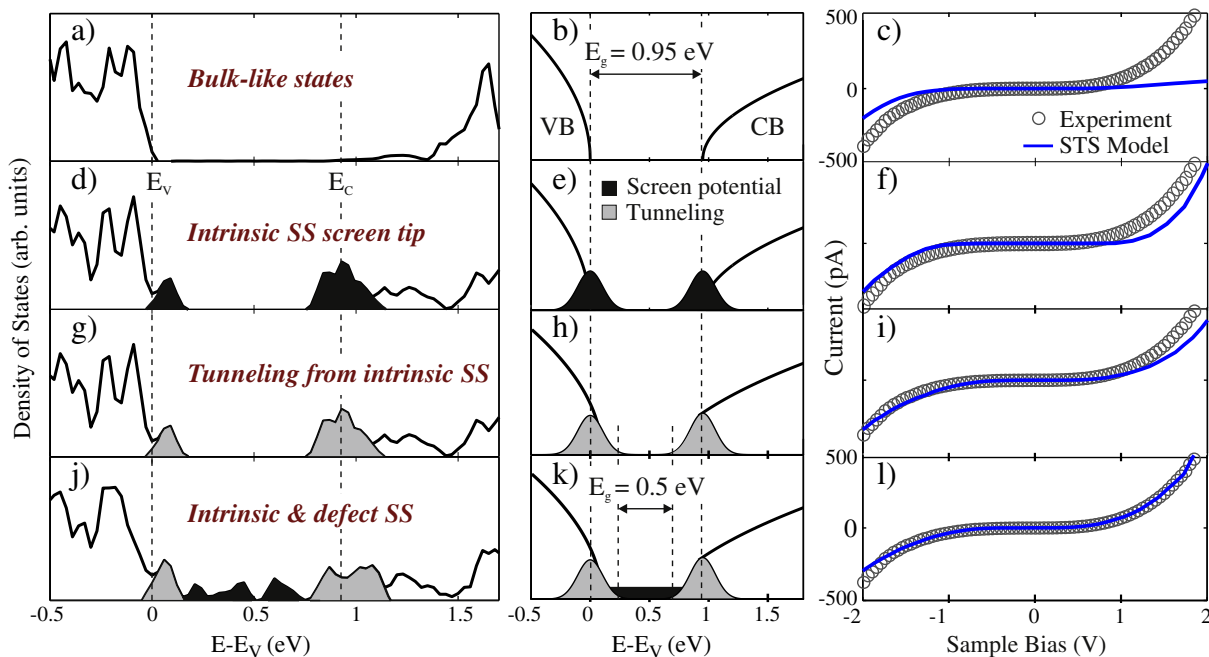 a)
Bulk-like states
b)
E_g = 0.95 eV
VB
CB
c)
500
0
-500
Experiment
STS Model
d)
E_V
E_C
Intrinsic SS screen tip
e)
Screen potential
Tunneling
f)
g)
Tunneling from intrinsic SS
h)
i)
j)
Intrinsic & defect SS
k)
E_g = 0.5 eV
l)
500
0
-500
Density of States (arb. units)
Current (pA)
-0.5 0 0.5 1 1.5
E-E_V (eV)
-0.5 0 0.5 1 1.5
E-E_V (eV)
-2 -1 0 1 2
Sample Bias (V)